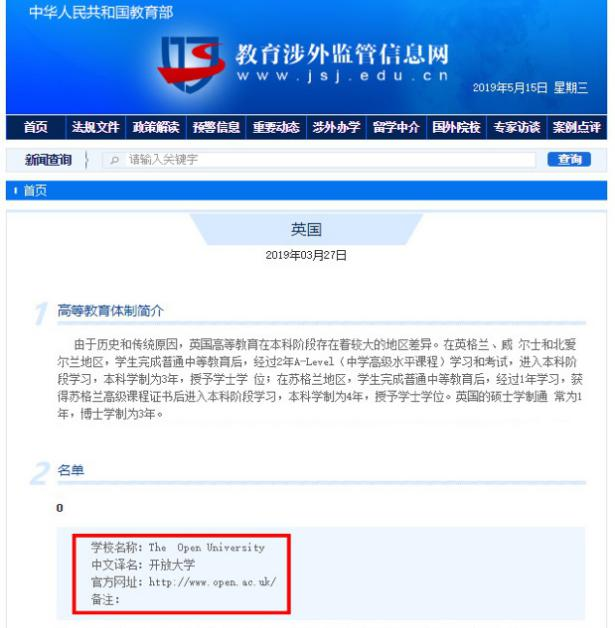 中华人民共和国教育部
JJS 教育涉外监管信息网
www.jsj.edu.cn
2019年5月15日 星期三
首页 法规文件 政策解读 预警信息 重要动态 涉外办学 留学中介 国外院校 专家访谈 案例点评
新闻查询 请输入关键字 查询
首页
英国
2019年03月27日
1 高等教育体制简介
由于历史和传统原因，英国高等教育在本科阶段存在着较大的地区差异。在英格兰、威 尔士和北爱
尔兰地区，学生完成普通中等教育后，经过2年A-Level（中学高级水平课程）学习和考试，进入本科阶
段学习，本科学制为3年，授予学士学 位；在苏格兰地区，学生完成普通中等教育后，经过1年学习，获
得苏格兰高级课程证书后进入本科阶段学习，本科学制为4年，授予学士学位。英国的硕士学制通 常为1
年，博士学制为3年。
2 名单
O
学校名称：The Open University
中文译名：开放大学
官方网址：http://www.open.ac.uk/
备注：